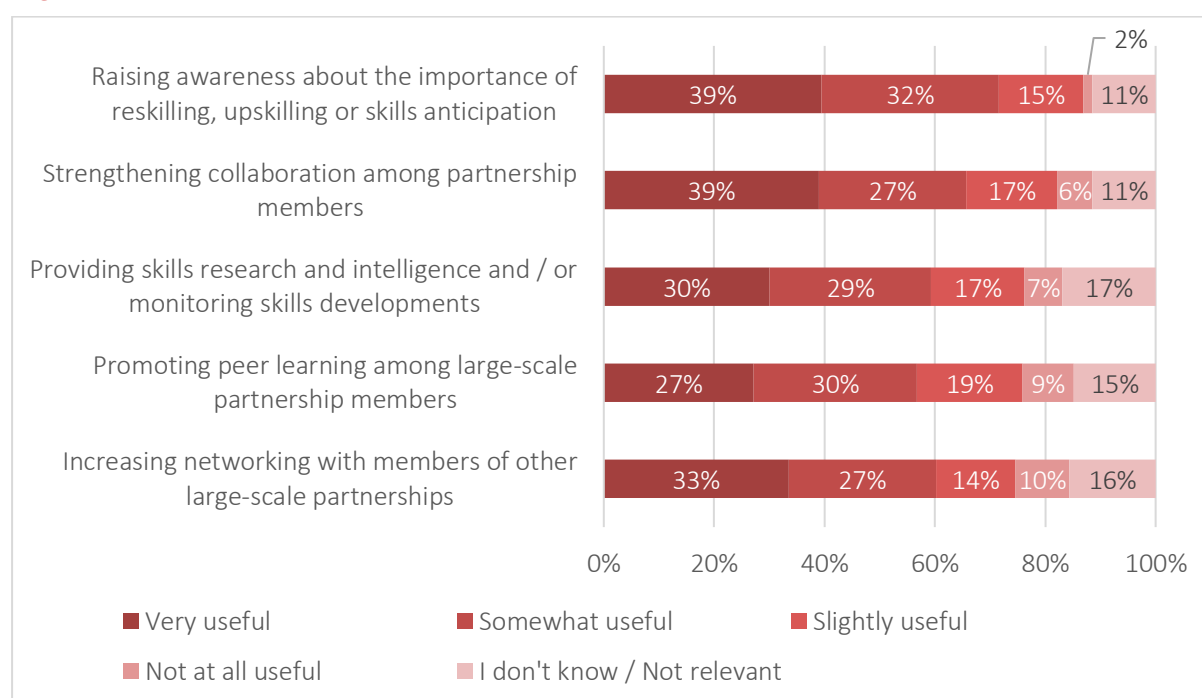 2%
Raising awareness about the importance of
reskilling, upskilling or skills anticipation
39% 32% 15% 11%
Strengthening collaboration among partnership
members
39% 27% 17% 6% 11%
Providing skills research and intelligence and / or
monitoring skills developments
30% 29% 17% 7% 17%
Promoting peer learning among large-scale
partnership members
27% 30% 19% 9% 15%
Increasing networking with members of other
large-scale partnerships
33% 27% 14% 10% 16%
0% 20% 40% 60% 80% 100%
Very useful Somewhat useful Slightly useful
Not at all useful I don't know / Not relevant